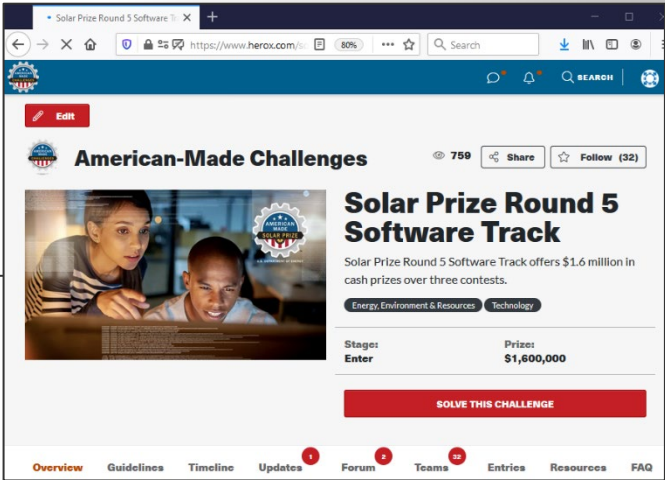 Solar Prize Round 5 Software Tr
https://www.herox.com/s
80%
Search
SEARCH
Edit
American-Made Challenges
759
Share
Follow (32)
AMERICAN
MADE
SOLAR PRIZE
U.S. DEPARTMENT OF ENERGY
Solar Prize Round 5
Software Track
Solar Prize Round 5 Software Track offers $1.6 million in
cash prizes over three contests.
Energy, Environment & Resources
Technology
Stage:
Enter
Prize:
$1,600,000
SOLVE THIS CHALLENGE
Overview
Guidelines
Timeline
Updates
1
Forum
2
Teams
32
Entries
Resources
FAQ